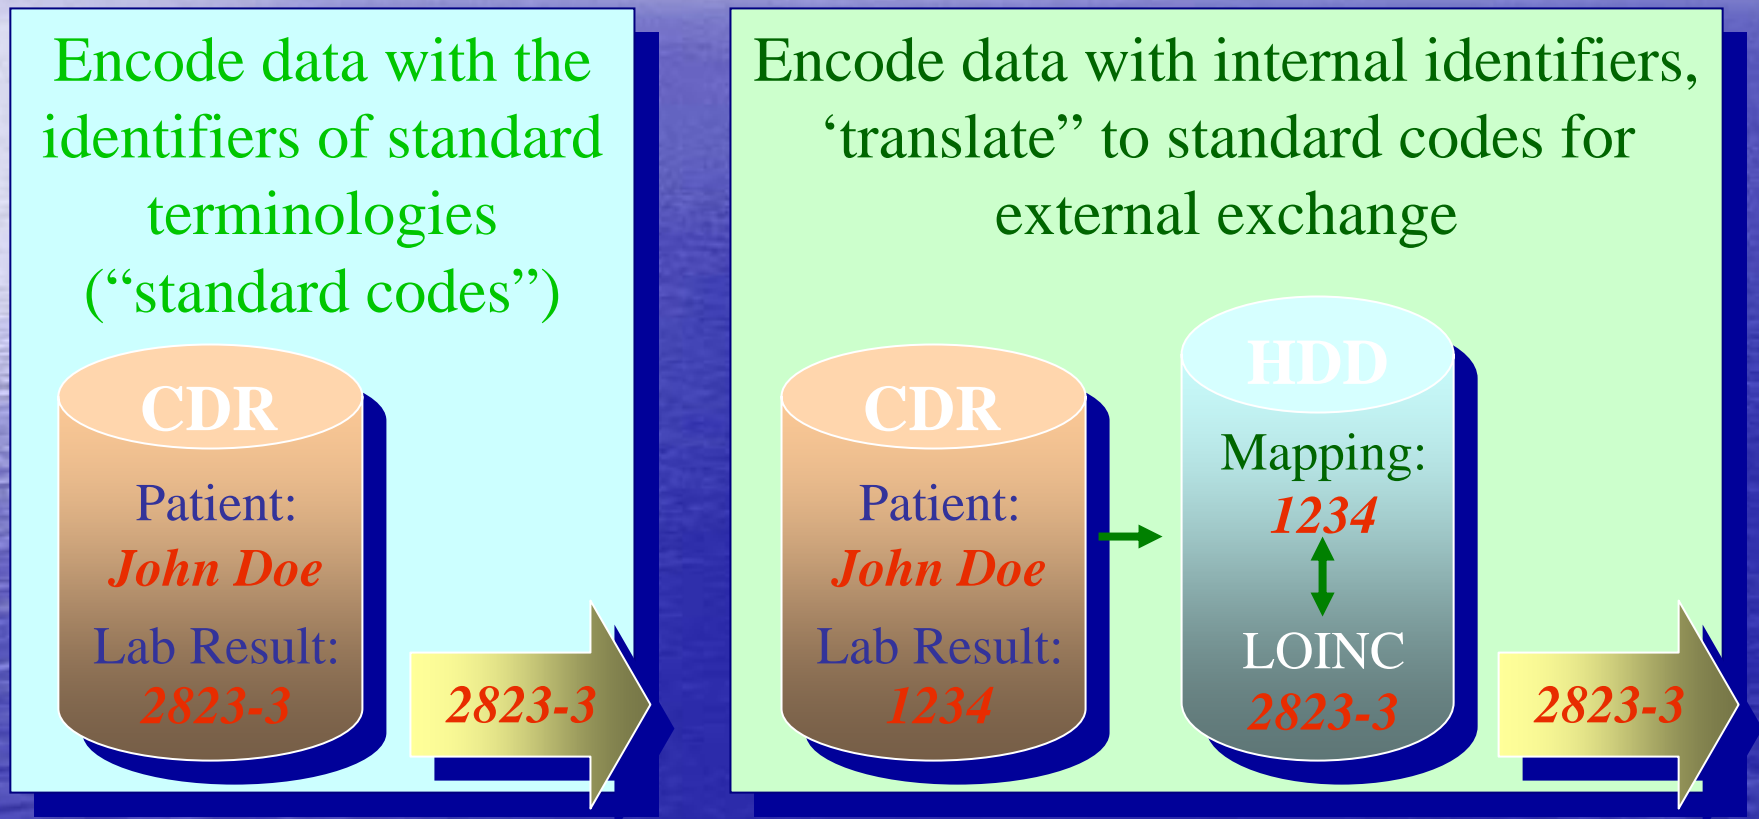 Encode data with the
identifiers of standard
terminologies
(“standard codes”)
CDR
Patient:
John Doe
Lab Result:
2823-3
2823-3
Encode data with internal identifiers,
‘translate” to standard codes for
external exchange
CDR
Patient:
John Doe
Lab Result:
1234
HDD
Mapping:
1234
LOINC
2823-3
2823-3